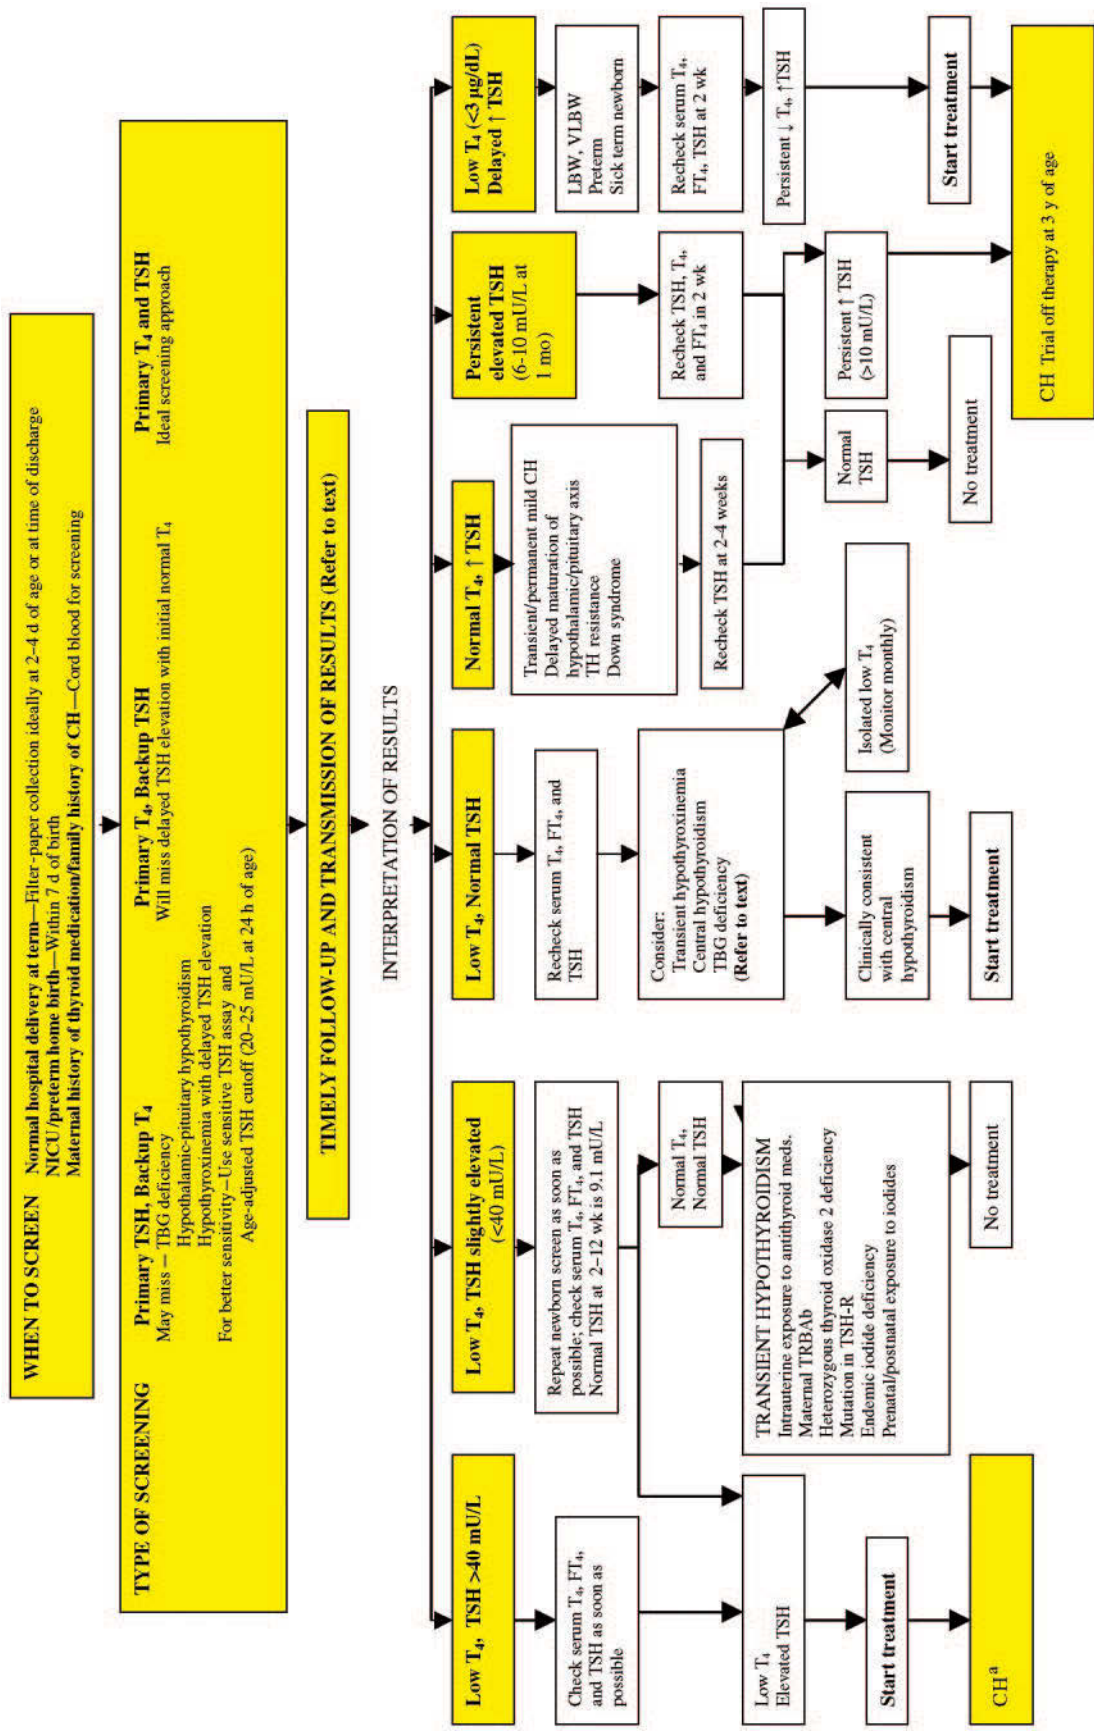 WHEN TO SCREEN
Normal hospital delivery at term—Filter-paper collection ideally at 2–4 d of age or at time of discharge
NICU/preterm home birth—Within 7 d of birth
Maternal history of thyroid medication/family history of CH—Cord blood for screening
TYPE OF SCREENING
Primary TSH, Backup T₄
May miss — TBG deficiency
Hypothalamic-pituitary hypothyroidism
Hypothyroxinemia with delayed TSH elevation
For better sensitivity—Use sensitive TSH assay and
Age-adjusted TSH cutoff (20–25 mU/L at 24 h of age)
Primary T₄, Backup TSH
Will miss delayed TSH elevation with initial normal T₄
Primary T₄ and TSH
Ideal screening approach
TIMELY FOLLOW-UP AND TRANSMISSION OF RESULTS (Refer to text)
INTERPRETATION OF RESULTS
Low T₄, TSH >40 mU/L
Check serum T₄, FT₄,
and TSH as soon as
possible
Low T₄
Elevated TSH
Start treatment
CHᵃ
Low T₄, TSH slightly elevated
(<40 mU/L)
Repeat newborn screen as soon as
possible; check serum T₄, FT₄, and TSH
Normal TSH at 2–12 wk is 9.1 mU/L
Normal T₄,
Normal TSH
TRANSIENT HYPOTHYROIDISM
Intrauterine exposure to antithyroid meds.
Maternal TRBAb
Heterozygous thyroid oxidase 2 deficiency
Mutation in TSH-R
Endemic iodide deficiency
Prenatal/postnatal exposure to iodides
No treatment
Low T₄, Normal TSH
Recheck serum T₄, FT₄, and
TSH
Consider:
Transient hypothyroxinemia
Central hypothyroidism
TBG deficiency
(Refer to text)
Clinically consistent
with central
hypothyroidism
Start treatment
Isolated low T₄
(Monitor monthly)
Normal T₄, ↑ TSH
Transient/permanent mild CH
Delayed maturation of
hypothalamic/pituitary axis
TH resistance
Down syndrome
Recheck TSH at 2-4 weeks
Normal
TSH
No treatment
Persistent
elevated TSH
(6-10 mU/L at
1 mo)
Recheck TSH, T₄,
and FT₄ in 2 wk
Persistent ↑ TSH
(>10 mU/L)
Low T₄ (<3 µg/dL)
Delayed ↑ TSH
LBW, VLBW
Preterm
Sick term newborn
Recheck serum T₄,
FT₄, TSH at 2 wk
Persistent ↓ T₄, ↑TSH
Start treatment
CH Trial off therapy at 3 y of age